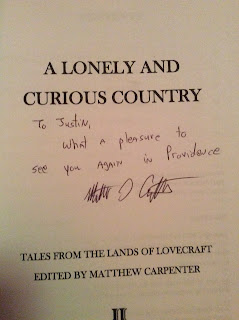 A LONELY AND
CURIOUS COUNTRY
To Justin,
What a pleasure to
see you AGAIN in Providence
TALES FROM THE LANDS OF LOVECRAFT
EDITED BY MATTHEW CARPENTER